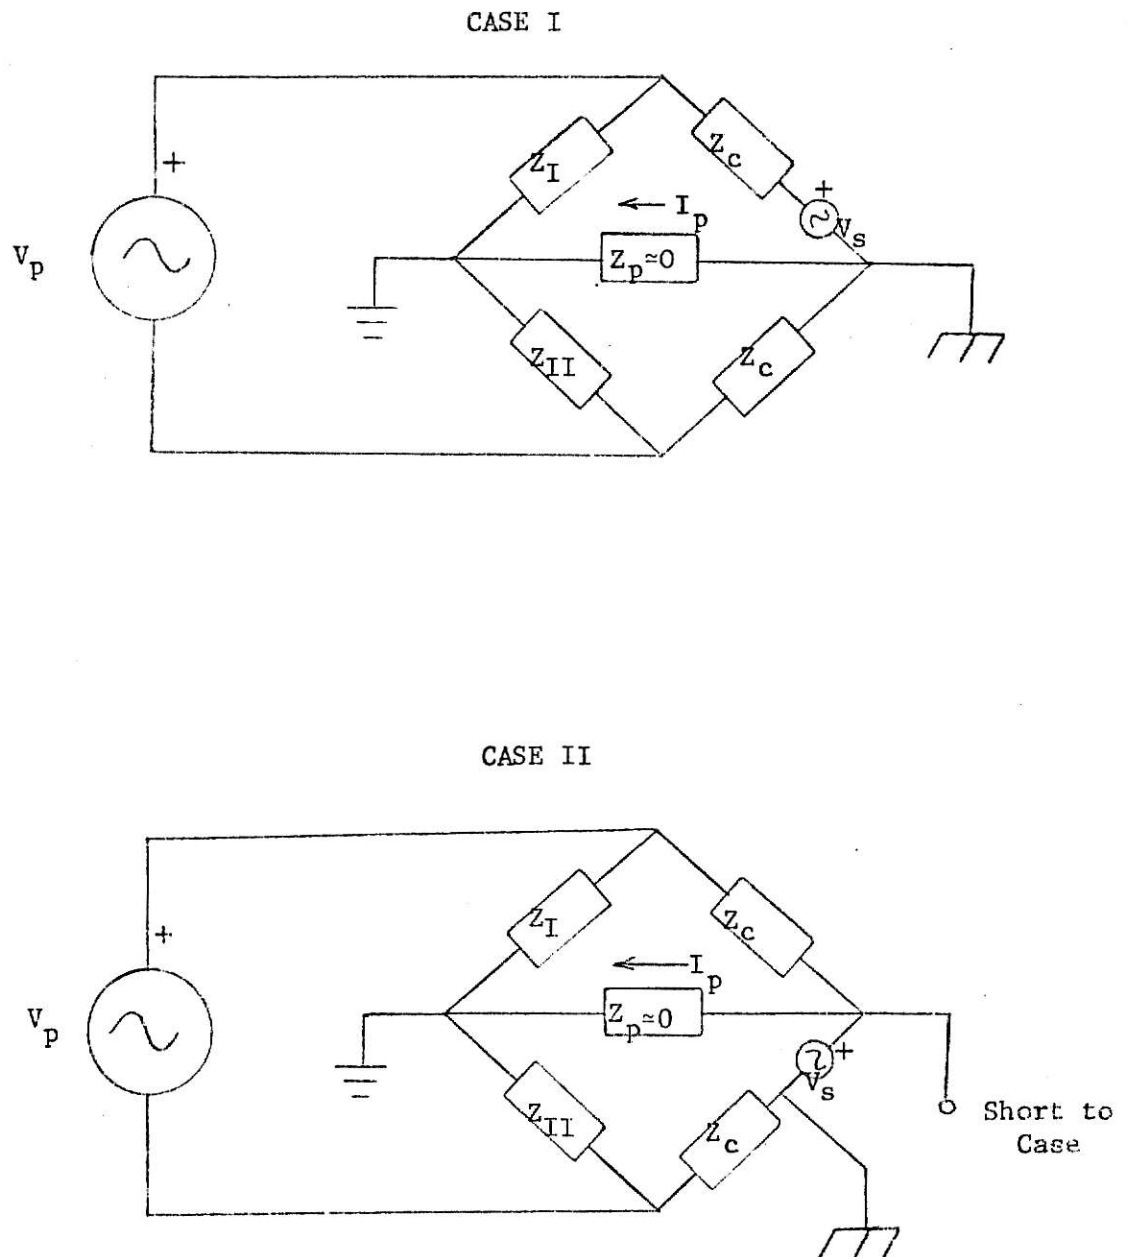 CASE I
+
Z_I
Z_c
+
V_s
I_p
V_p
Z_p≃0
Z_II
Z_c
CASE II
+
Z_I
Z_c
I_p
V_p
Z_p≃0
+
V_s
Z_II
Z_c
Short to
Case